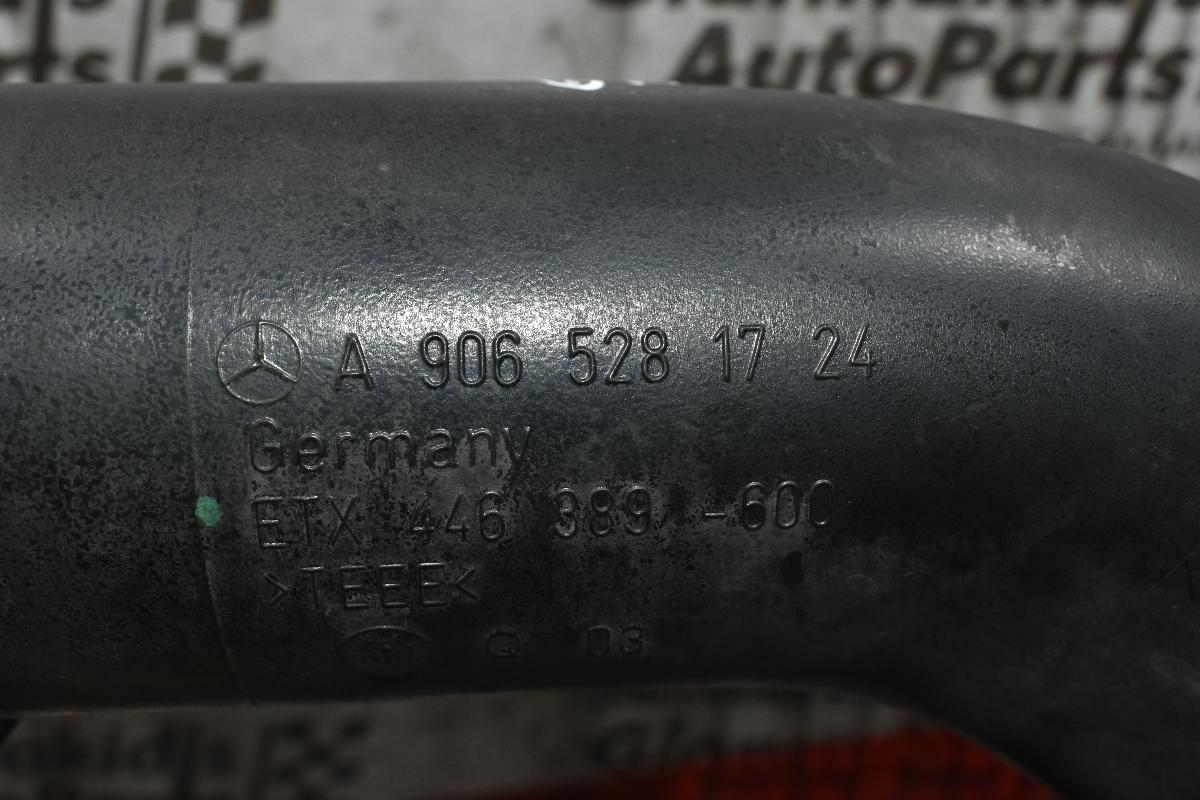 AutoParts
A 906 528 17 24
Germany
ETX 446 389 -600
>TEEE<
Q 03